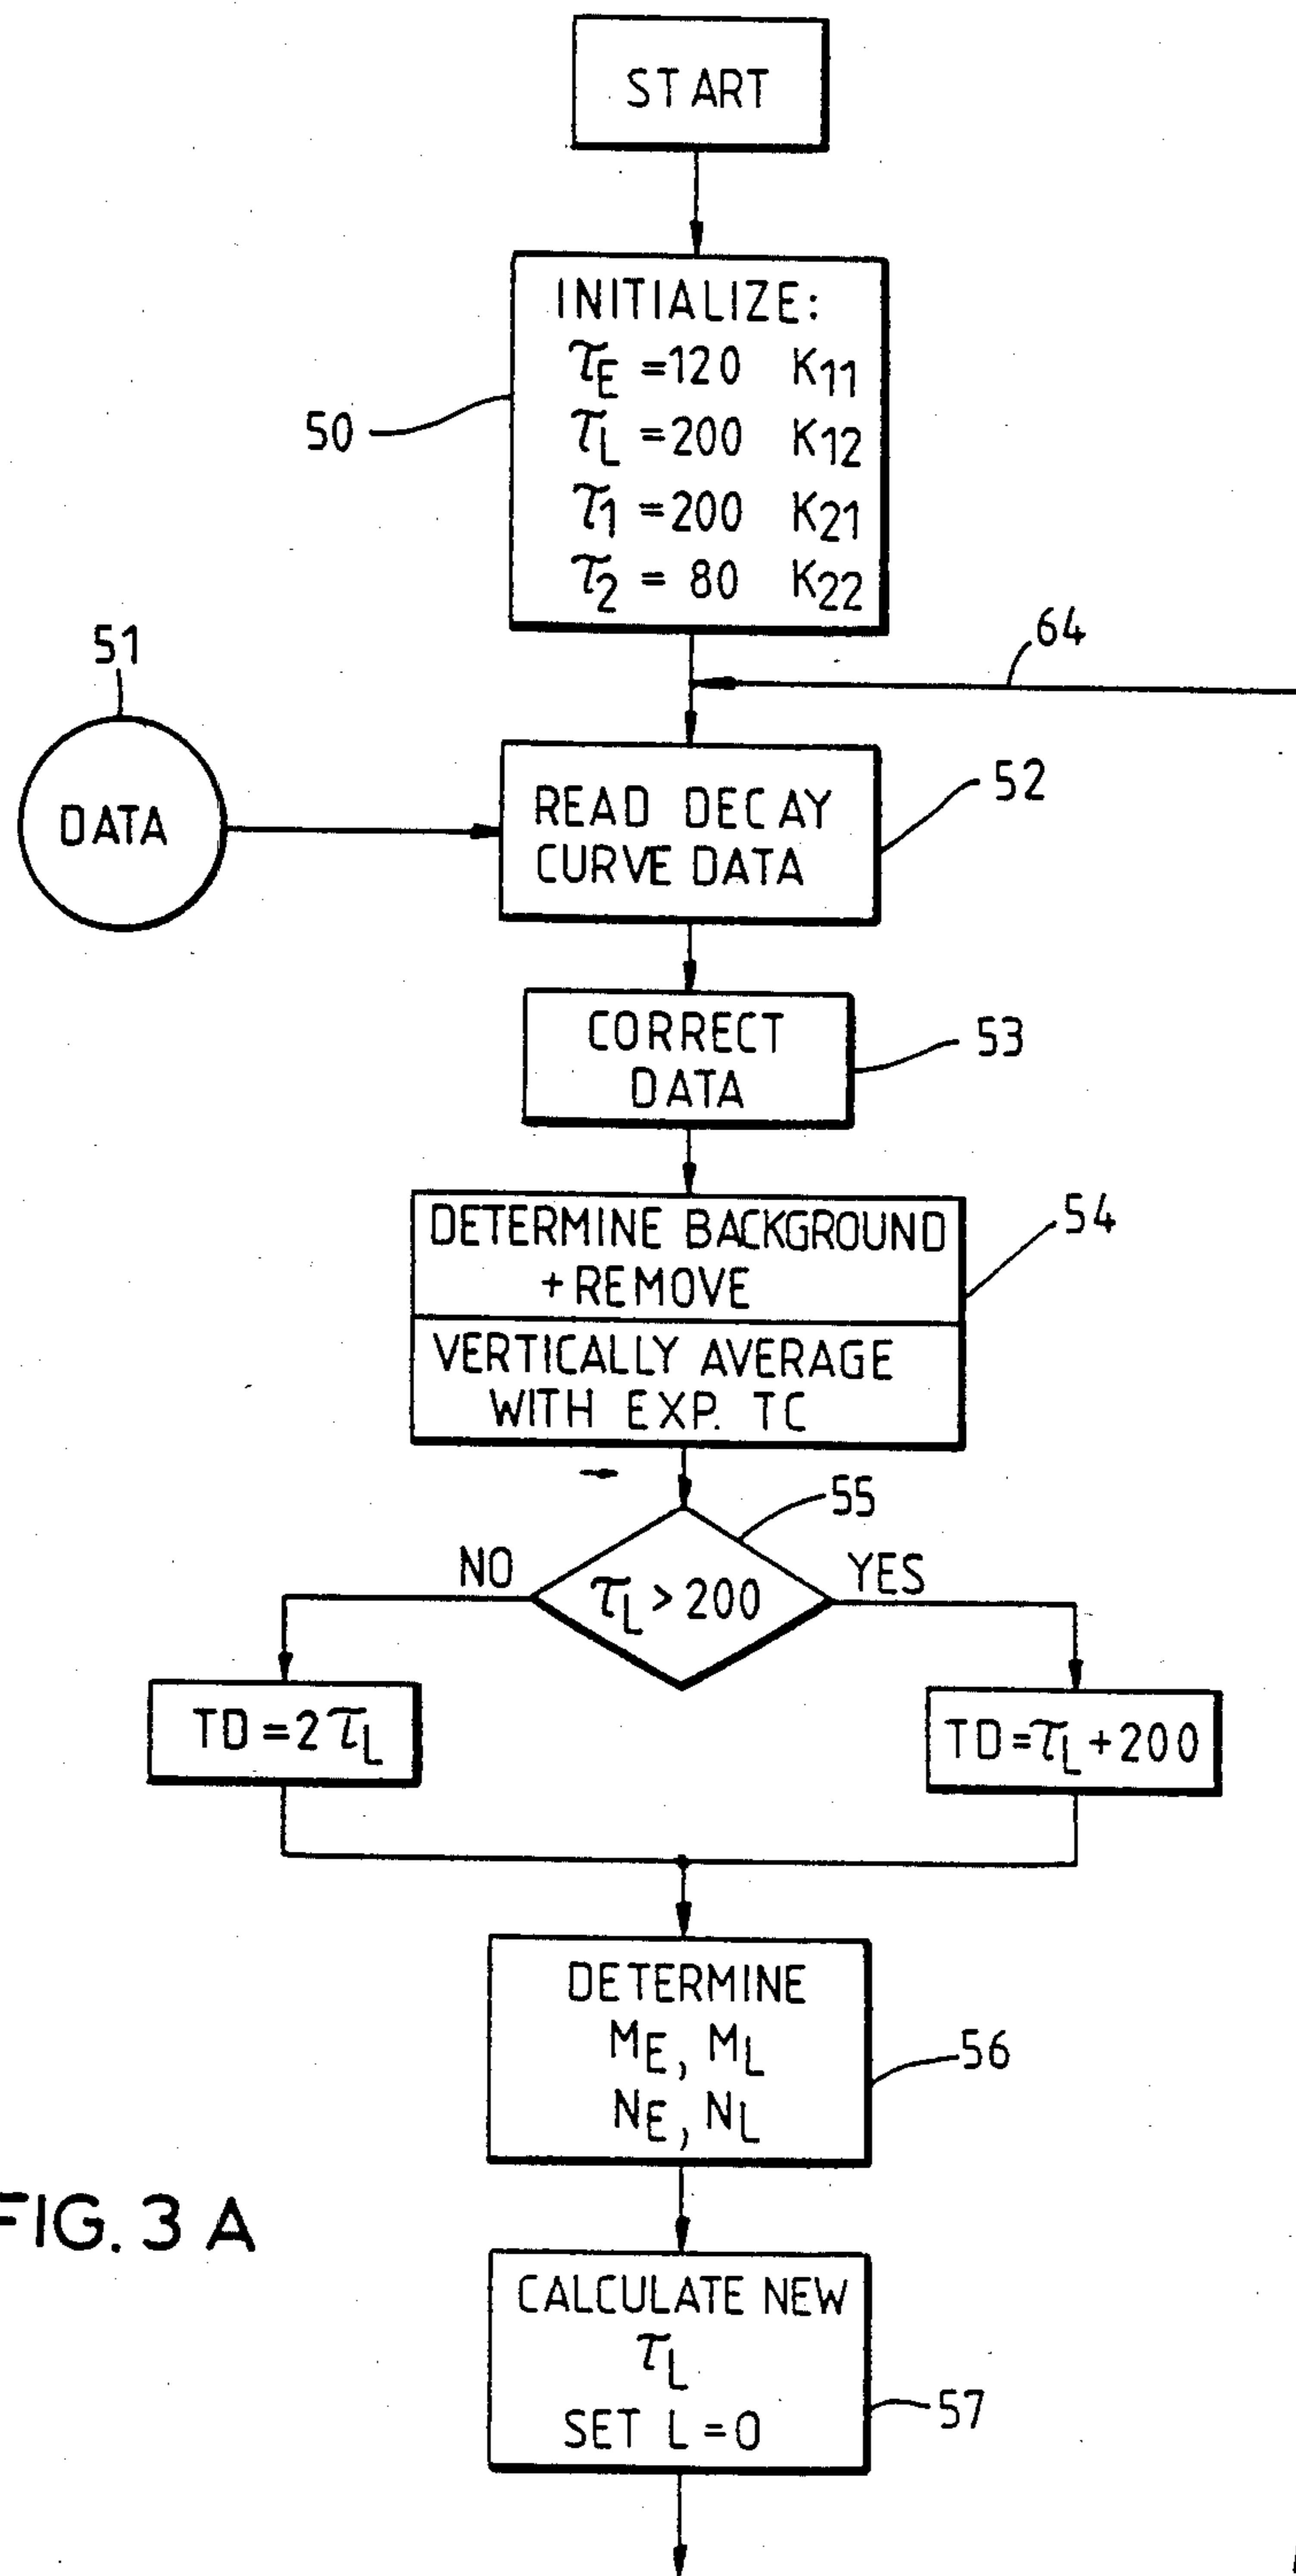 START
INITIALIZE:
τE = 120 K11
τL = 200 K12
τ1 = 200 K21
τ2 = 80 K22
50
51
64
DATA
READ DECAY
CURVE DATA
52
CORRECT
DATA
53
DETERMINE BACKGROUND
+ REMOVE
VERTICALLY AVERAGE
WITH EXP. TC
54
55
NO
τL > 200
YES
TD = 2τL
TD = τL + 200
DETERMINE
ME, ML
NE, NL
56
FIG. 3 A
CALCULATE NEW
τL
SET L = 0
57